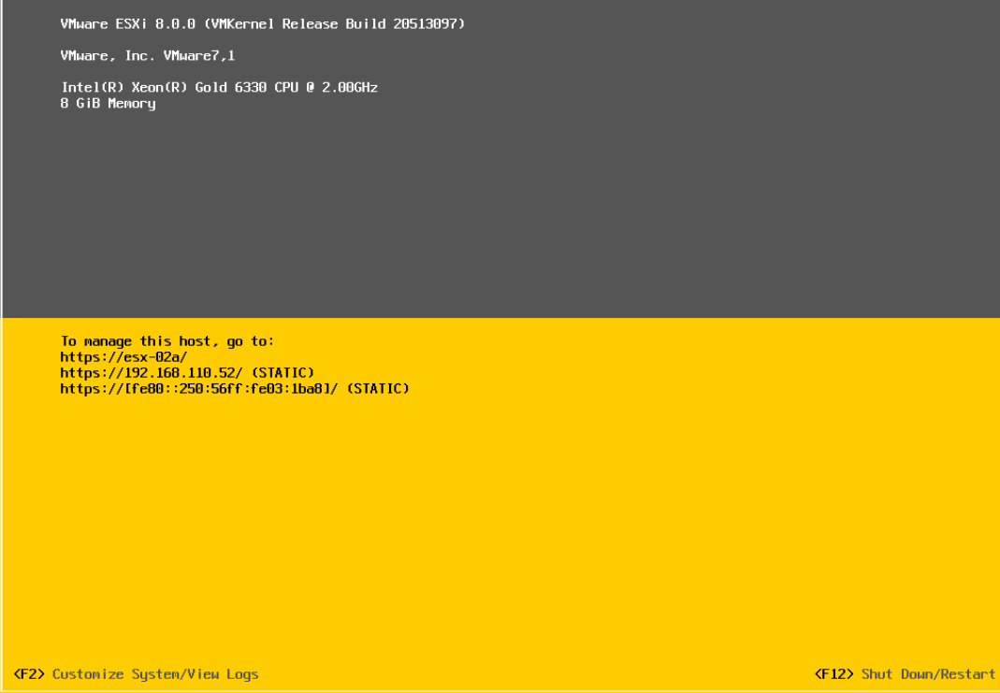 VMware ESXi 8.0.0 (VMKernel Release Build 20513097)
VMware, Inc. VMware7,1
Intel(R) Xeon(R) Gold 6330 CPU @ 2.00GHz
8 GiB Memory
To manage this host, go to:
https://esx-02a/
https://192.168.110.52/ (STATIC)
https://[fe80::250:56ff:fe03:1ba8]/ (STATIC)
<F2> Customize System/View Logs
<F12> Shut Down/Restart